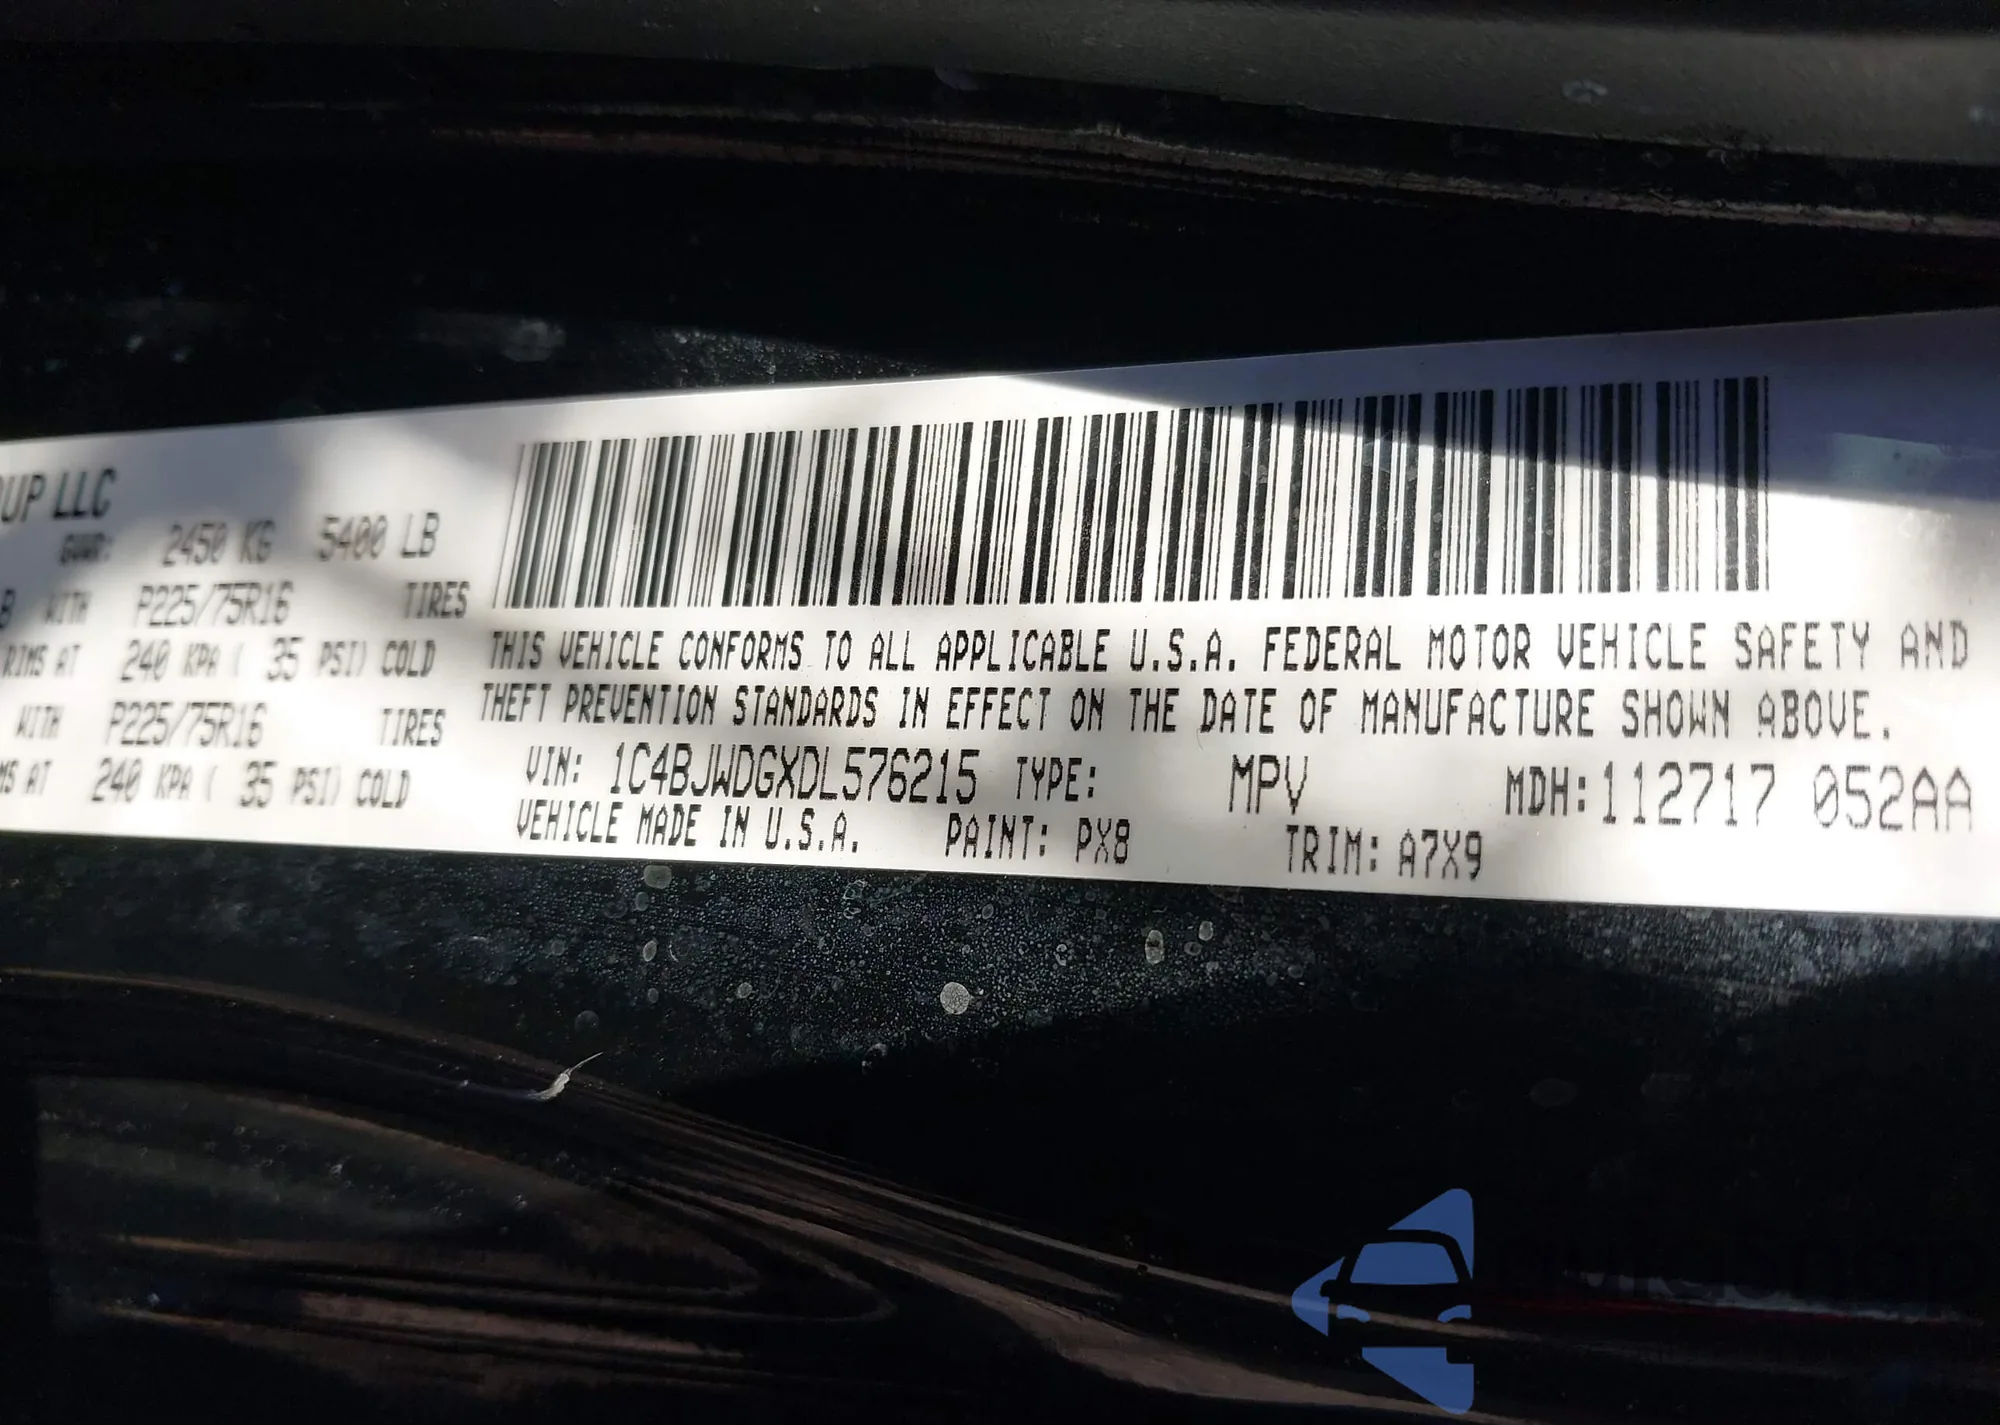 OUP LLC
GVWR: 2450 KG 5400 LB
B WITH P225/75R16 TIRES
RIMS AT 240 KPA ( 35 PSI) COLD
WITH P225/75R16 TIRES
MS AT 240 KPA ( 35 PSI) COLD
THIS VEHICLE CONFORMS TO ALL APPLICABLE U.S.A. FEDERAL MOTOR VEHICLE SAFETY AND
THEFT PREVENTION STANDARDS IN EFFECT ON THE DATE OF MANUFACTURE SHOWN ABOVE.
VIN: 1C4BJWDGXDL576215 TYPE: MPV MDH:112717 052AA
VEHICLE MADE IN U.S.A. PAINT: PX8 TRIM: A7X9